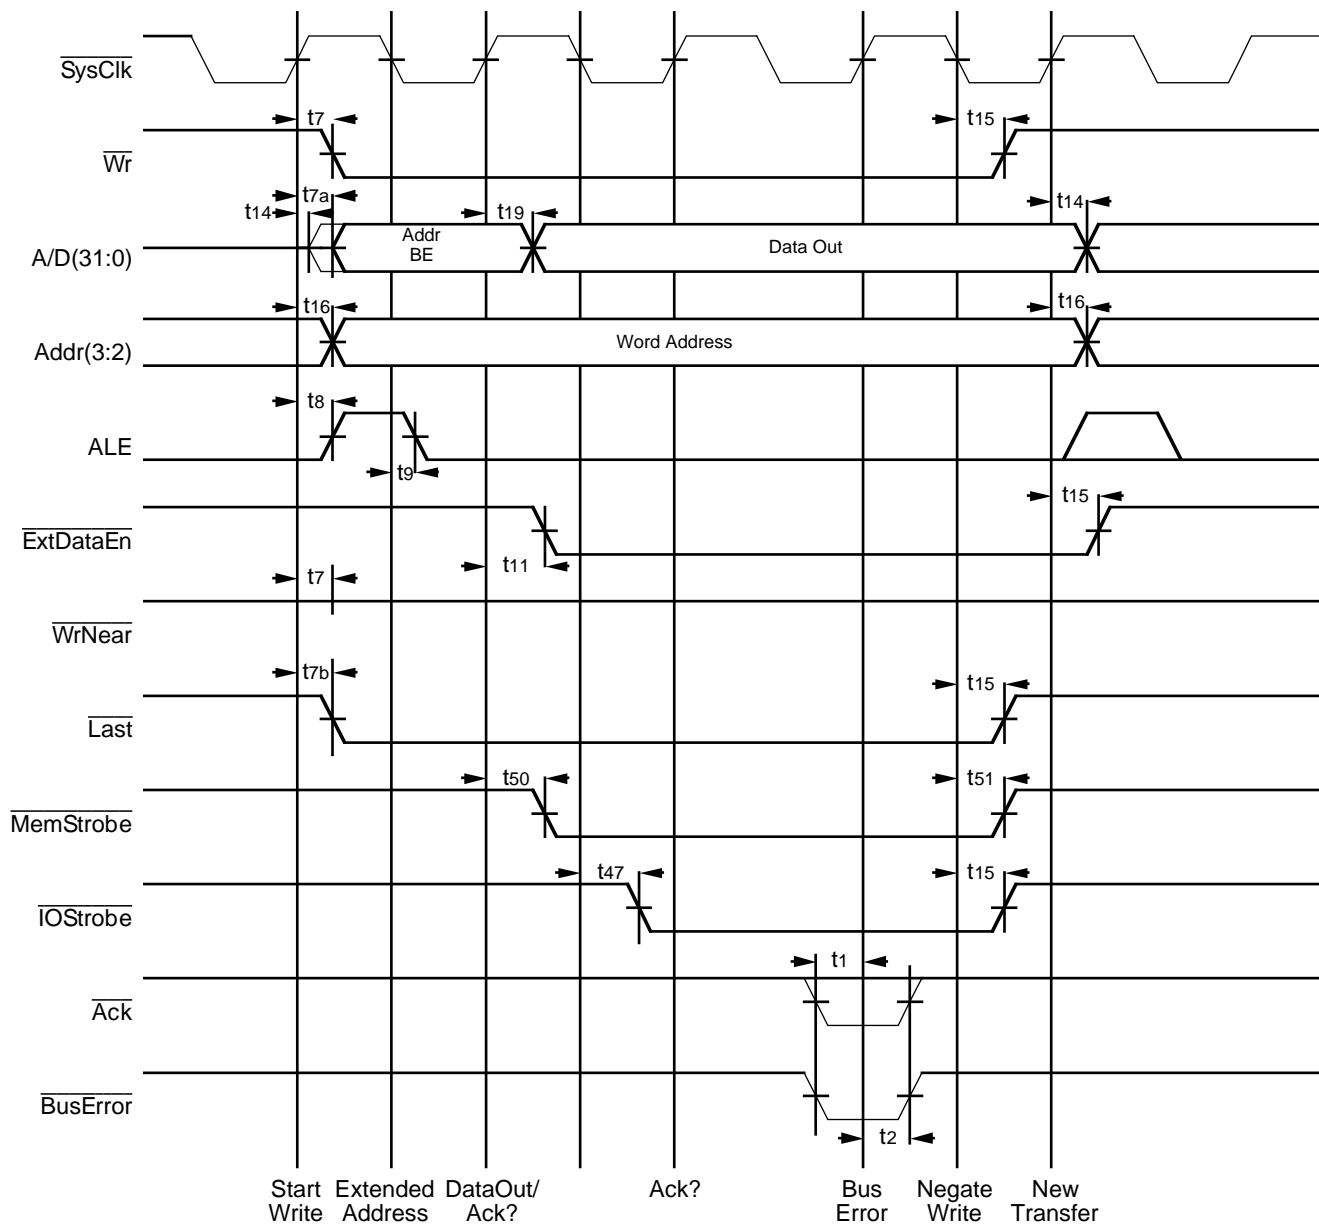 SysClk
t7
t15
Wr
t7a
t14
t19
t14
Addr
BE
Data Out
A/D(31:0)
t16
t16
Word Address
Addr(3:2)
t8
ALE
t9
t15
ExtDataEn
t11
t7
WrNear
t7b
t15
Last
t50
t51
MemStrobe
t47
t15
IOStrobe
t1
Ack
BusError
t2
Start Extended DataOut/ Ack? Bus Negate New
Write Address Ack? Error Write Transfer